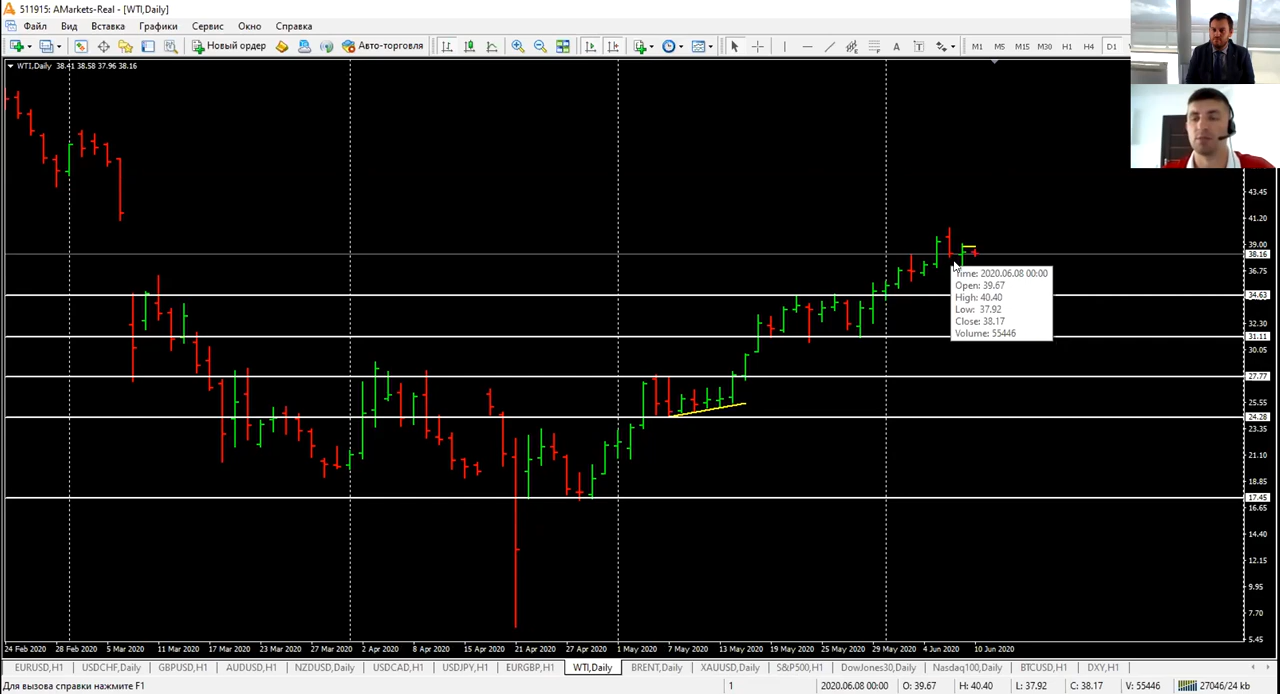 511915: AMarkets-Real - [WTI,Daily]
Файл Вид Вставка Графики Сервис Окно Справка
Новый ордер Авто-торговля A T M1 M5 M15 M30 H1 H4 D1
WTI,Daily 38.41 38.58 37.96 38.16
43.45
41.20
39.00
38.16
36.75
34.63
32.30
31.11
30.05
27.77
25.55
24.28
23.35
21.10
18.85
17.45
16.65
14.40
12.15
9.95
7.70
5.45
Time: 2020.06.08 00:00
Open: 39.67
High: 40.40
Low: 37.92
Close: 38.17
Volume: 55446
24 Feb 2020 28 Feb 2020 5 Mar 2020 11 Mar 2020 17 Mar 2020 23 Mar 2020 27 Mar 2020 2 Apr 2020 8 Apr 2020 15 Apr 2020 21 Apr 2020 27 Apr 2020 1 May 2020 7 May 2020 13 May 2020 19 May 2020 25 May 2020 29 May 2020 4 Jun 2020 10 Jun 2020
EURUSD,H1 USDCHF,Daily GBPUSD,H1 AUDUSD,H1 NZDUSD,Daily USDCAD,H1 USDJPY,H1 EURGBP,H1 WTI,Daily BRENT,Daily XAUUSD,Daily S&P500,H1 DowJones30,Daily Nasdaq100,Daily BTCUSD,H1 DXY,H1
Для вызова справки нажмите F1 1 2020.06.08 00:00 O: 39.67 H: 40.40 L: 37.92 C: 38.17 V: 55446 27046/24 kb